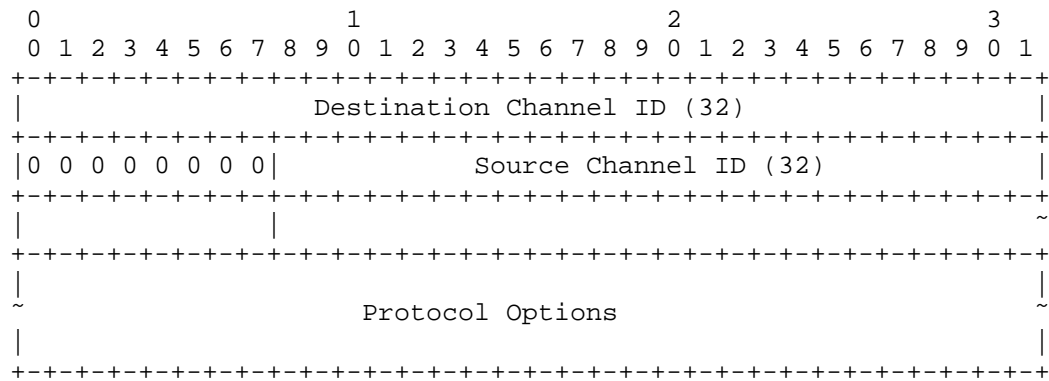 0                   1                   2                   3
 0 1 2 3 4 5 6 7 8 9 0 1 2 3 4 5 6 7 8 9 0 1 2 3 4 5 6 7 8 9 0 1
+-+-+-+-+-+-+-+-+-+-+-+-+-+-+-+-+-+-+-+-+-+-+-+-+-+-+-+-+-+-+-+-+
|                  Destination Channel ID (32)                  |
+-+-+-+-+-+-+-+-+-+-+-+-+-+-+-+-+-+-+-+-+-+-+-+-+-+-+-+-+-+-+-+-+
|0 0 0 0 0 0 0 0|            Source Channel ID (32)             |
+-+-+-+-+-+-+-+-+-+-+-+-+-+-+-+-+-+-+-+-+-+-+-+-+-+-+-+-+-+-+-+-+
|               |                                               ~
+-+-+-+-+-+-+-+-+-+-+-+-+-+-+-+-+-+-+-+-+-+-+-+-+-+-+-+-+-+-+-+-+
|                                                               |
~                     Protocol Options                          ~
|                                                               |
+-+-+-+-+-+-+-+-+-+-+-+-+-+-+-+-+-+-+-+-+-+-+-+-+-+-+-+-+-+-+-+-+